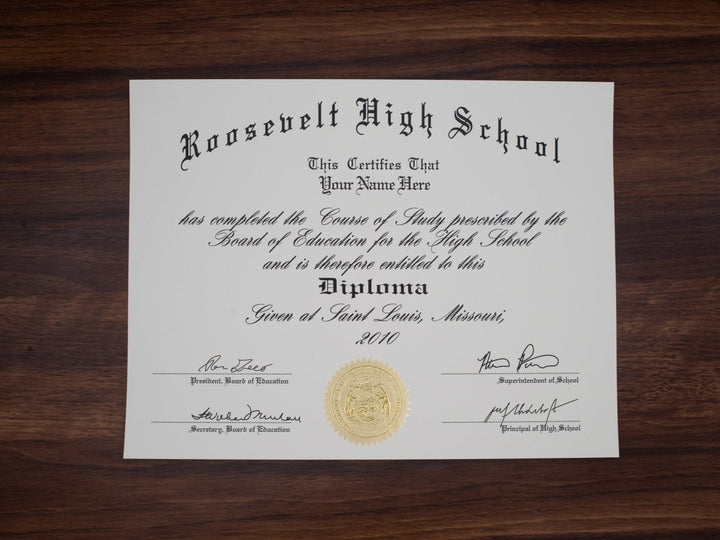 Roosevelt High School
This Certifies That
Your Name Here
has completed the Course of Study prescribed by the
Board of Education for the High School
and is therefore entitled to this
Diploma
Given at Saint Louis, Missouri,
2010
President, Board of Education
Superintendent of School
Secretary, Board of Education
Principal of High School